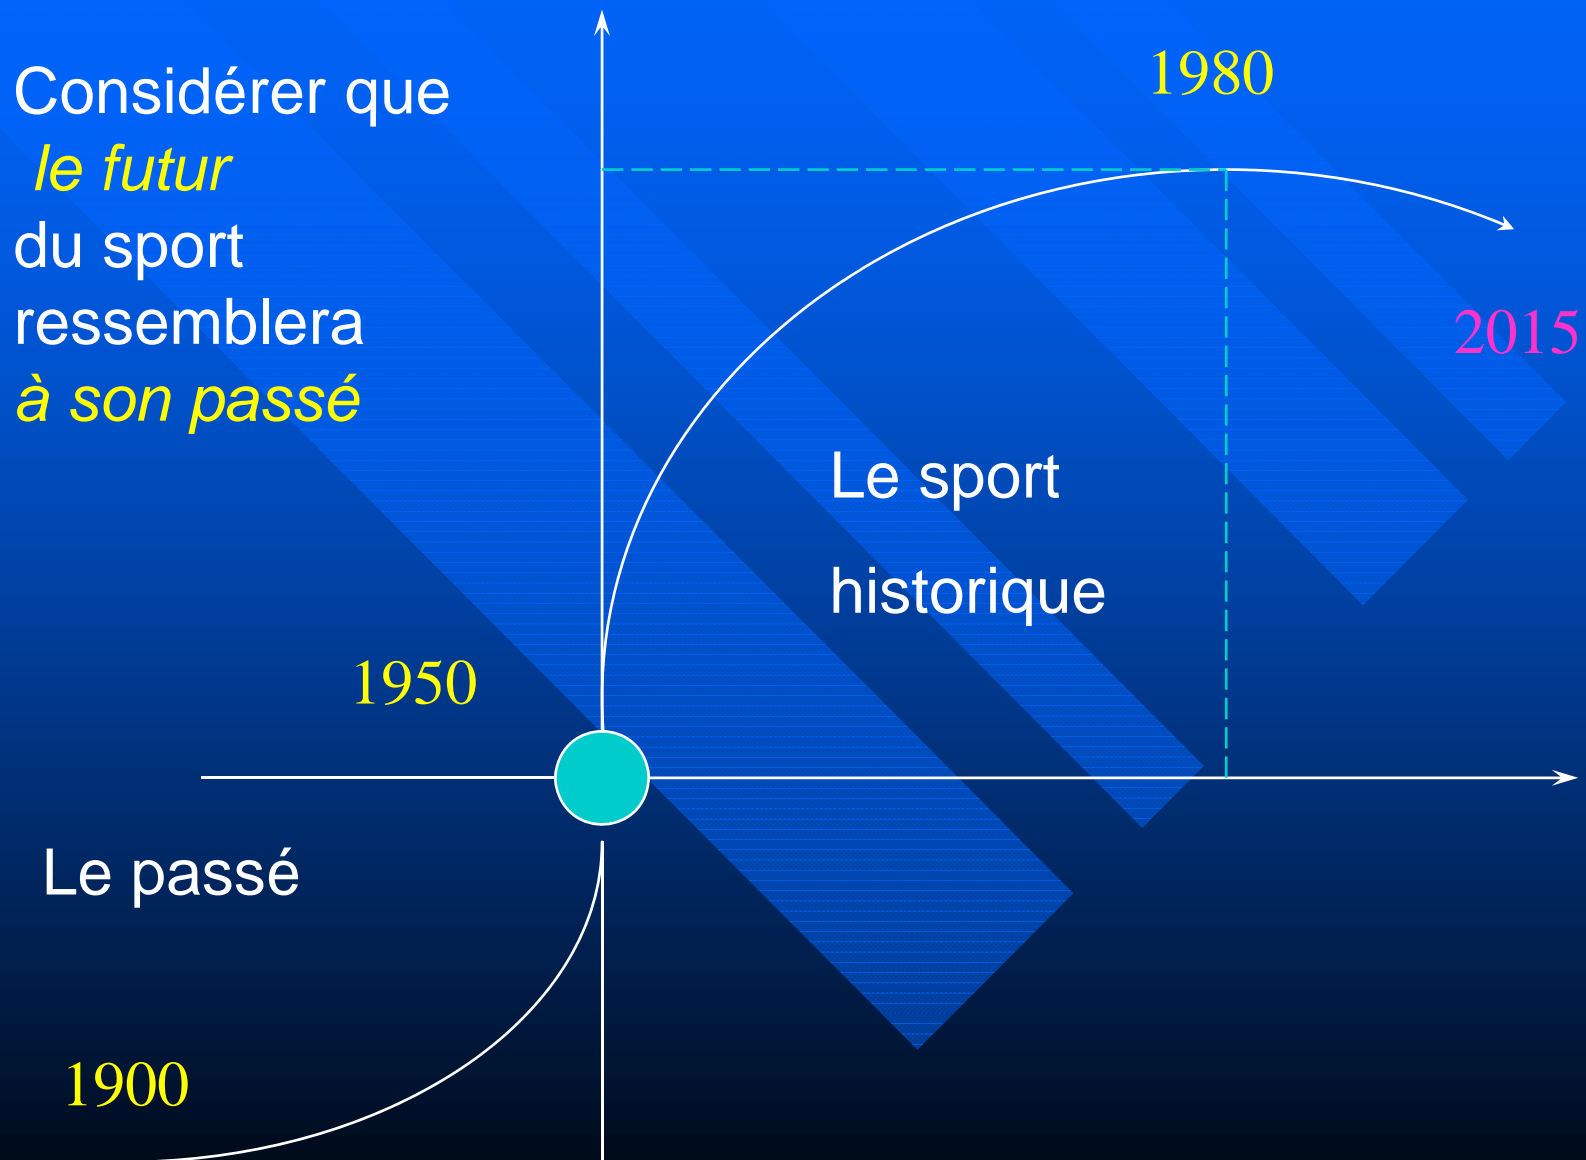 Considérer que
le futur
du sport
ressemblera
à son passé
1980
2015
Le sport
historique
1950
Le passé
1900